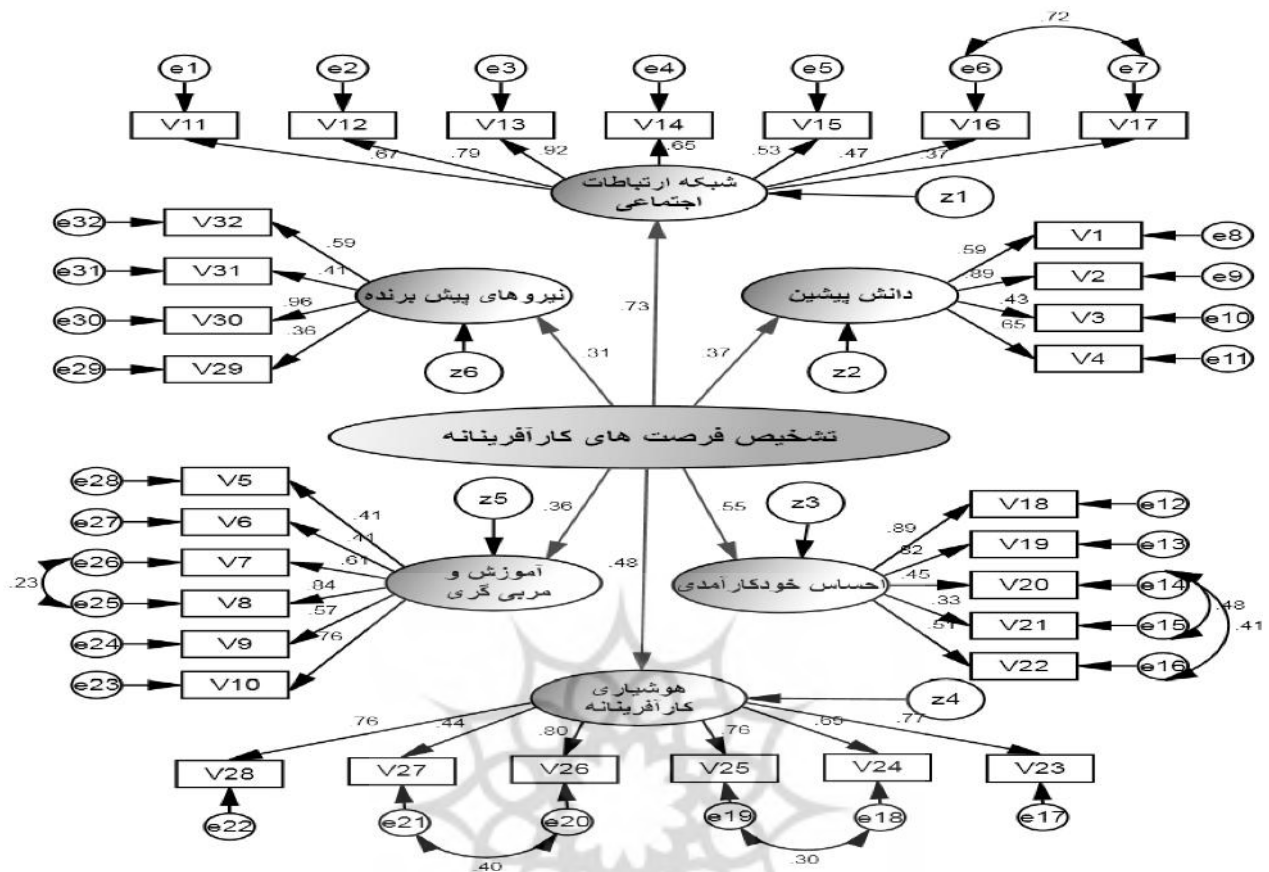 .72
e1 e2 e3 e4 e5 e6 e7
V11 V12 V13 V14 V15 V16 V17
.67 .79 .92 .65 .53 .47 .37
شبکه ارتباطات
اجتماعی
z1
e32 V32 .59
e31 V31 .41
e30 V30 .96
e29 V29 .36
نیروهای پیش برنده
z6
.31
.73
.37
دانش پیشین
z2
.59 V1 e8
.89 V2 e9
.43 V3 e10
.65 V4 e11
تشخیص فرصت های کارآفرینانه
e28 V5 .41
e27 V6 .41
e26 V7 .61
e25 V8 .84
e24 V9 .57
e23 V10 .76
.23
آموزش و
مربی گری
z5
.36
.48
.55
z3
احساس خودکارآمدی
.89 V18 e12
.82 V19 e13
.45 V20 e14
.33 V21 e15
.51 V22 e16
.48
.41
هوشیاری
کارآفرینانه
z4
.76 .44 .80 .76 .77
V28 V27 V26 V25 V24 V23
e22 e21 e20 e19 e18 e17
.40 .30